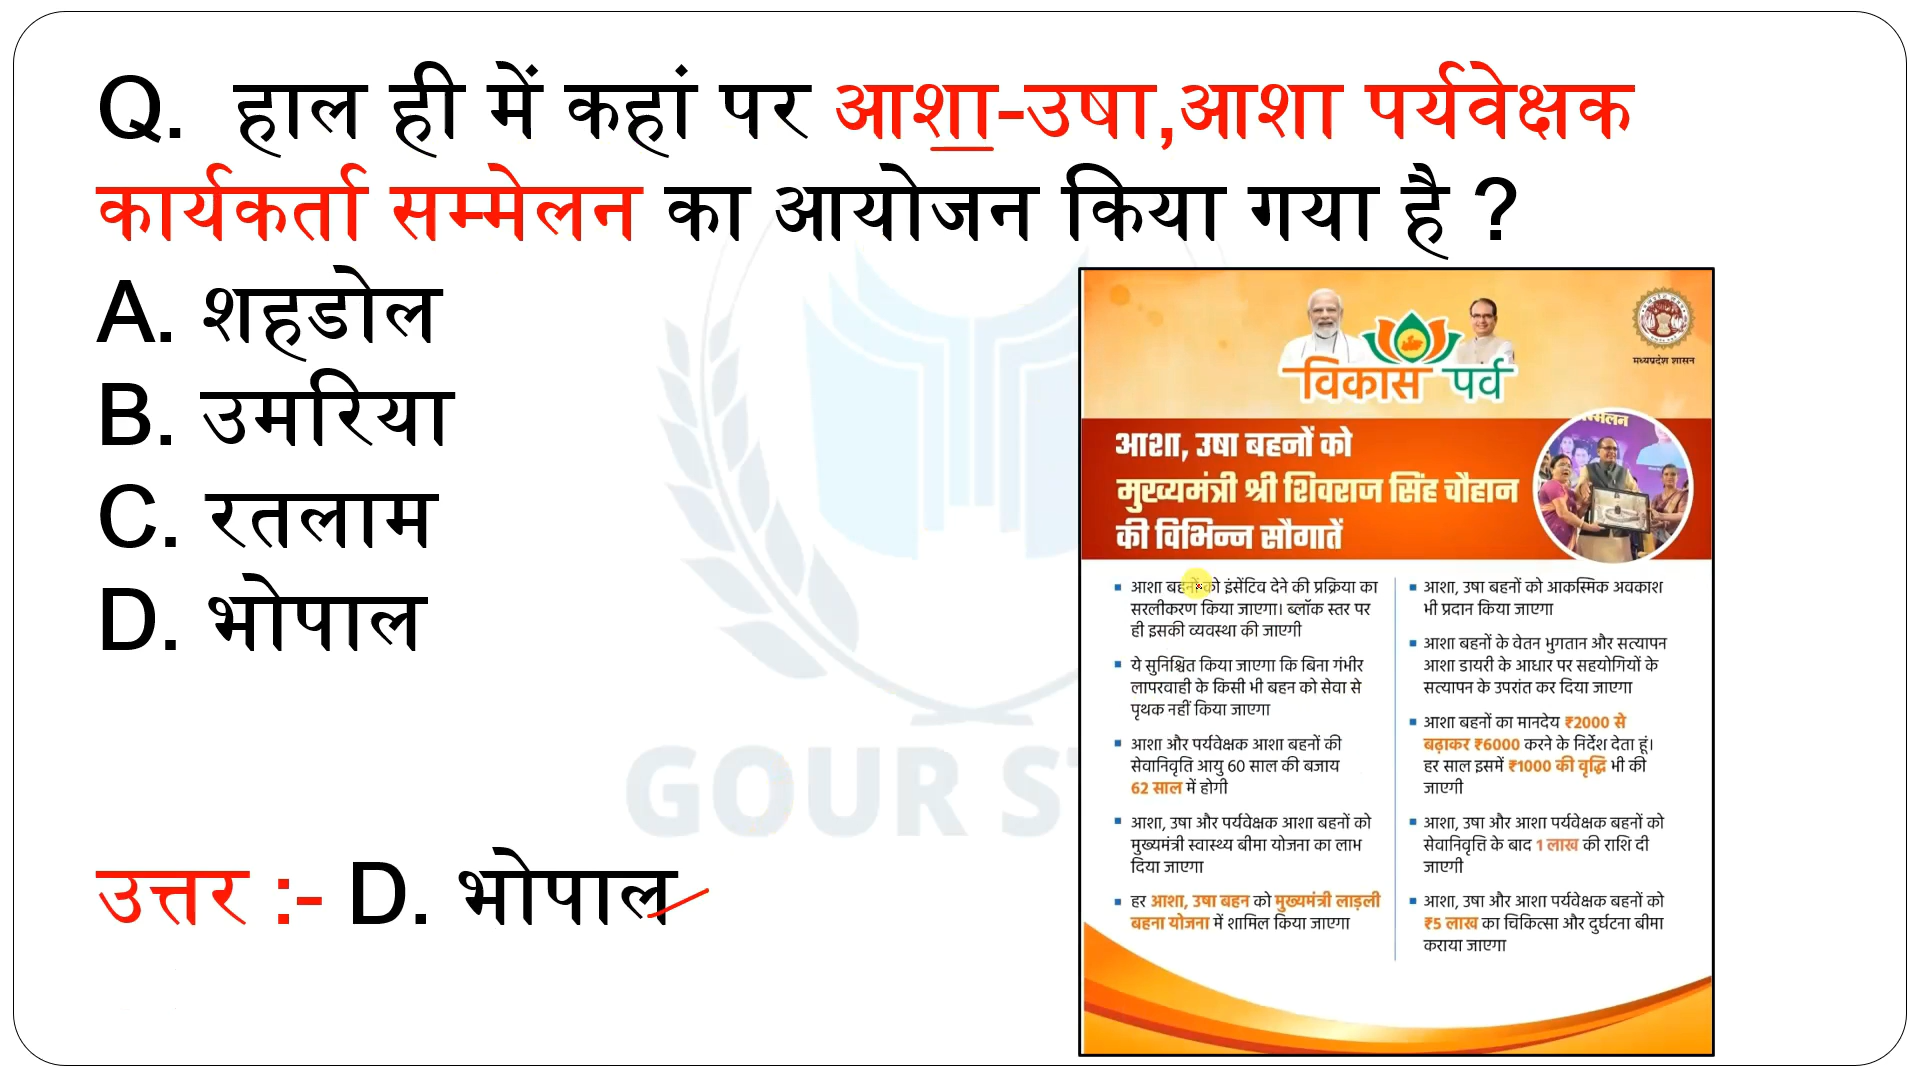 Q. हाल ही में कहां पर आशा-उषा,आशा पर्यवेक्षक
कार्यकर्ता सम्मेलन का आयोजन किया गया है ?
A. शहडोल
B. उमरिया
C. रतलाम
D. भोपाल
उत्तर :- D. भोपाल
GOUR S
विकास पर्व
मध्यप्रदेश शासन
आशा, उषा बहनों को
मुख्यमंत्री श्री शिवराज सिंह चौहान
की विभिन्न सौगातें
आशा बहनों को इंसेंटिव देने की प्रक्रिया का
सरलीकरण किया जाएगा। ब्लॉक स्तर पर
ही इसकी व्यवस्था की जाएगी
ये सुनिश्चित किया जाएगा कि बिना गंभीर
लापरवाही के किसी भी बहन को सेवा से
पृथक नहीं किया जाएगा
आशा और पर्यवेक्षक आशा बहनों की
सेवानिवृति आयु 60 साल की बजाय
62 साल में होगी
आशा, उषा और पर्यवेक्षक आशा बहनों को
मुख्यमंत्री स्वास्थ्य बीमा योजना का लाभ
दिया जाएगा
हर आशा, उषा बहन को मुख्यमंत्री लाड़ली
बहना योजना में शामिल किया जाएगा
आशा, उषा बहनों को आकस्मिक अवकाश
भी प्रदान किया जाएगा
आशा बहनों के वेतन भुगतान और सत्यापन
आशा डायरी के आधार पर सहयोगियों के
सत्यापन के उपरांत कर दिया जाएगा
आशा बहनों का मानदेय ₹2000 से
बढ़ाकर ₹6000 करने के निर्देश देता हूं।
हर साल इसमें ₹1000 की वृद्धि भी की
जाएगी
आशा, उषा और आशा पर्यवेक्षक बहनों को
सेवानिवृत्ति के बाद 1 लाख की राशि दी
जाएगी
आशा, उषा और आशा पर्यवेक्षक बहनों को
₹5 लाख का चिकित्सा और दुर्घटना बीमा
कराया जाएगा